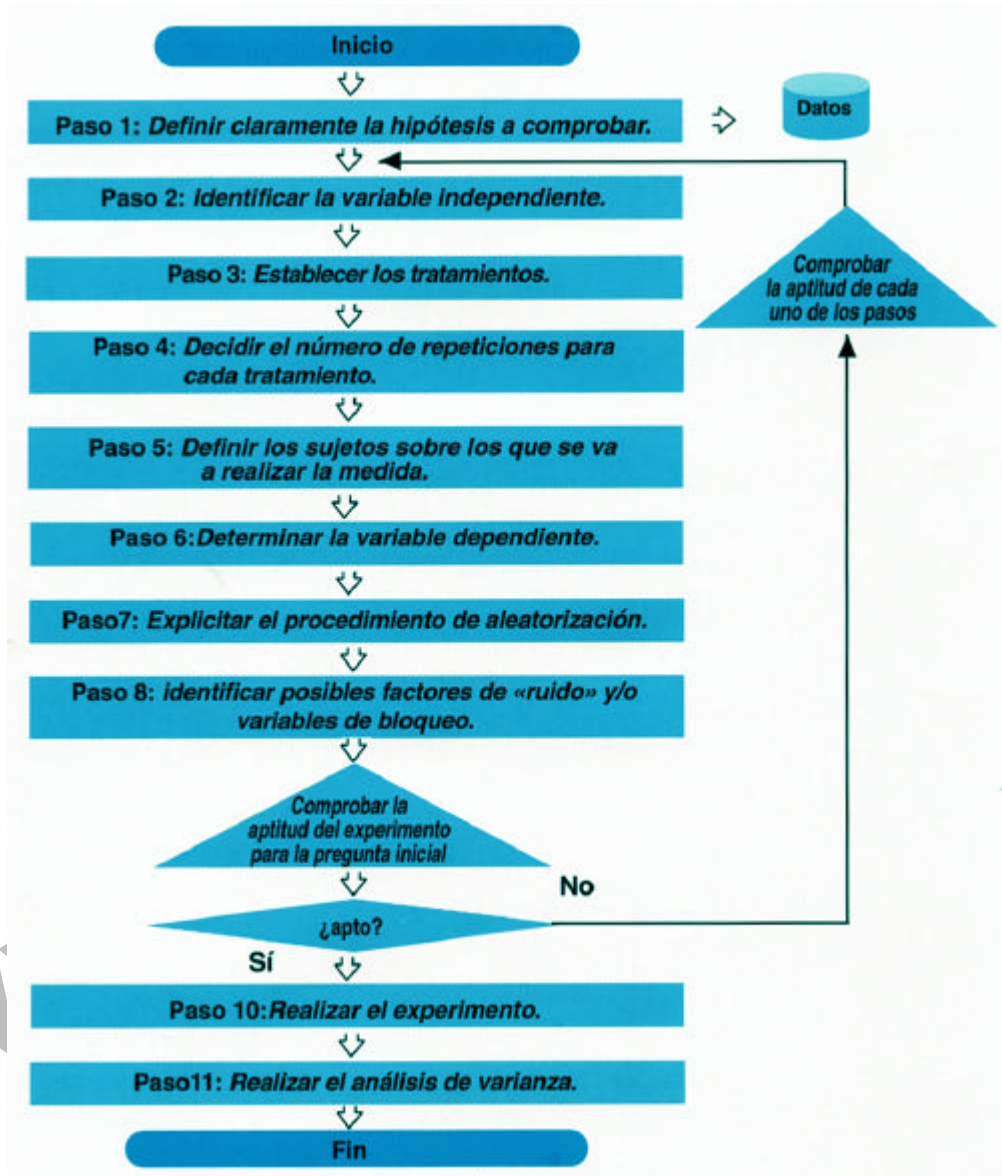 Inicio
Paso 1: Definir claramente la hipótesis a comprobar.
Datos
Paso 2: Identificar la variable independiente.
Paso 3: Establecer los tratamientos.
Comprobar
la aptitud de cada
uno de los pasos
Paso 4: Decidir el número de repeticiones para
cada tratamiento.
Paso 5: Definir los sujetos sobre los que se va
a realizar la medida.
Paso 6:Determinar la variable dependiente.
Paso7: Explicitar el procedimiento de aleatorización.
Paso 8: identificar posibles factores de «ruido» y/o
variables de bloqueo.
Comprobar la
aptitud del experimento
para la pregunta inicial
No
¿apto?
Sí
Paso 10:Realizar el experimento.
Paso11: Realizar el análisis de varianza.
Fin